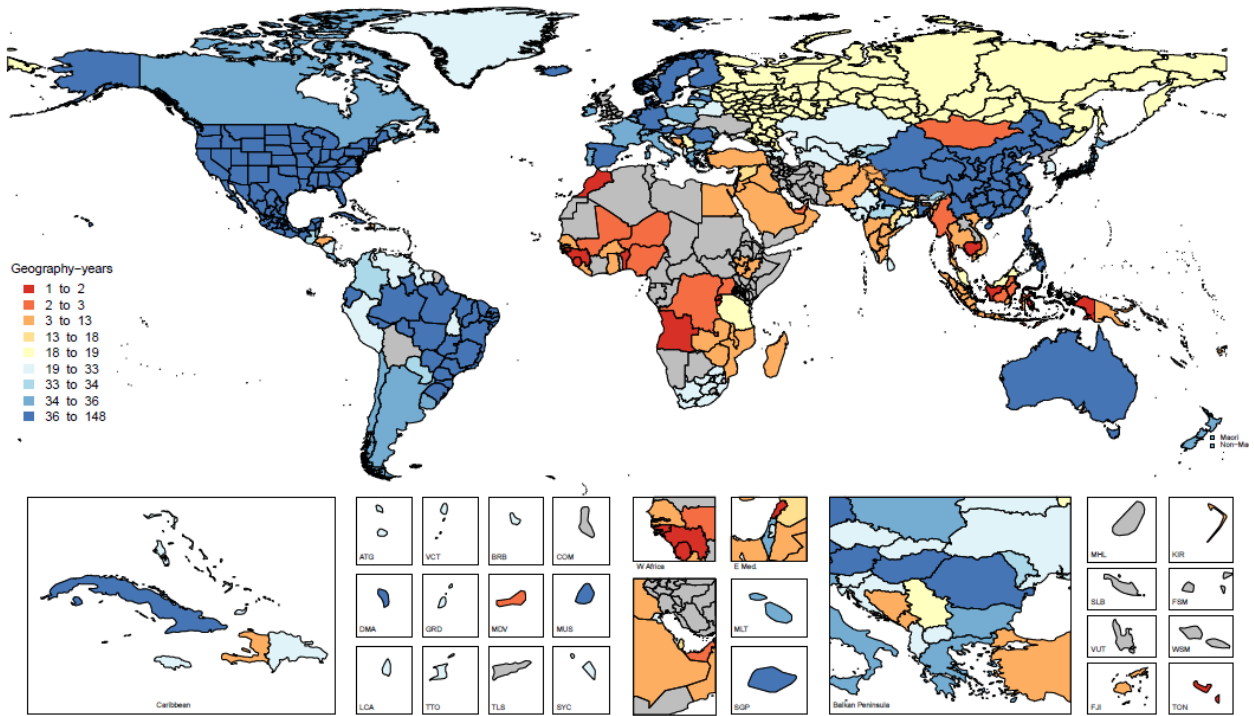 Geography−years
1 to 2
2 to 3
3 to 13
13 to 18
18 to 19
19 to 33
33 to 34
34 to 36
36 to 148
Maori
Non−Ma
Caribbean
ATG
VCT
BRB
COM
DMA
GRD
MDV
MUS
LCA
TTO
TLS
SYC
W Africa
E Med.
MLT
SGP
Balkan Peninsula
MHL
KIR
SLB
FSM
VUT
WSM
FJI
TON